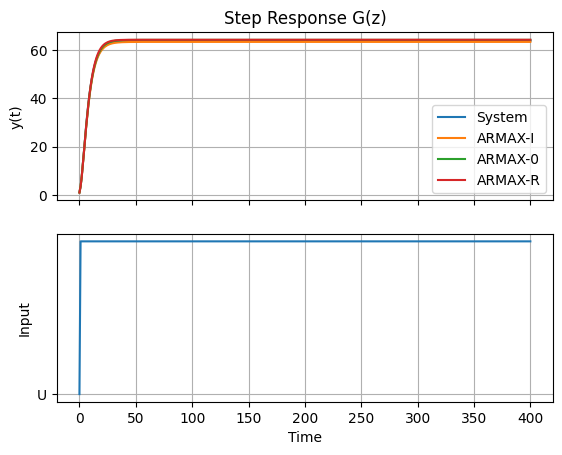 Step Response G(z)
60
40
20
0
y(t)
System
ARMAX-I
ARMAX-0
ARMAX-R
Input
U
0 50 100 150 200 250 300 350 400
Time